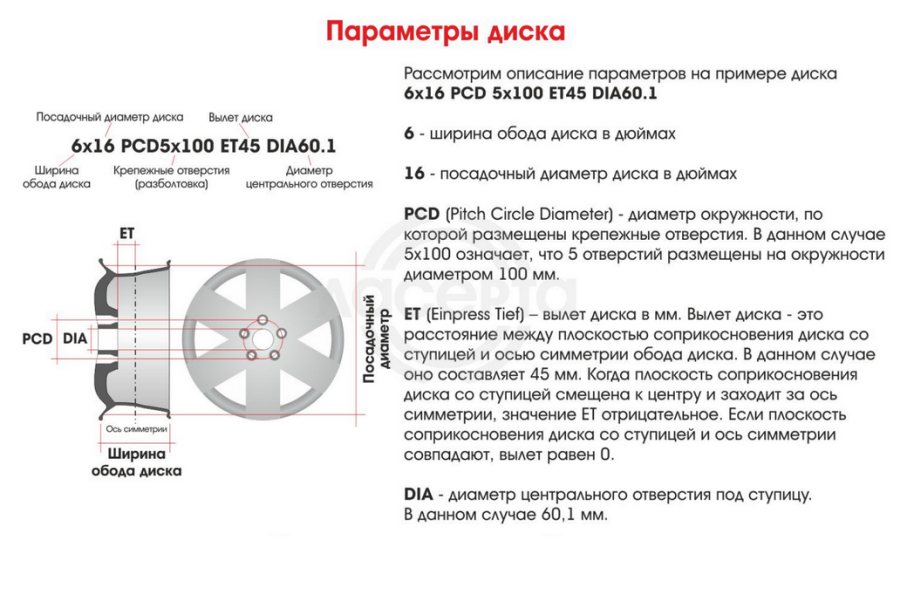 Параметры диска
Посадочный диаметр диска
Вылет диска
6x16 PCD5x100 ET45 DIA60.1
Ширина
обода диска
Крепежные отверстия
(разболтовка)
Диаметр
центрального отверстия
ET
PCD
DIA
Посадочный
диаметр
Ось симметрии
Ширина
обода диска
Рассмотрим описание параметров на примере диска
6x16 PCD 5x100 ET45 DIA60.1
6 - ширина обода диска в дюймах
16 - посадочный диаметр диска в дюймах
PCD (Pitch Circle Diameter) - диаметр окружности, по
которой размещены крепежные отверстия. В данном случае
5x100 означает, что 5 отверстий размещены на окружности
диаметром 100 мм.
ET (Einpress Tief) – вылет диска в мм. Вылет диска - это
расстояние между плоскостью соприкосновения диска со
ступицей и осью симметрии обода диска. В данном случае
оно составляет 45 мм. Когда плоскость соприкосновения
диска со ступицей смещена к центру и заходит за ось
симметрии, значение ET отрицательное. Если плоскость
соприкосновения диска со ступицей и ось симметрии
совпадают, вылет равен 0.
DIA - диаметр центрального отверстия под ступицу.
В данном случае 60,1 мм.
Ласерта